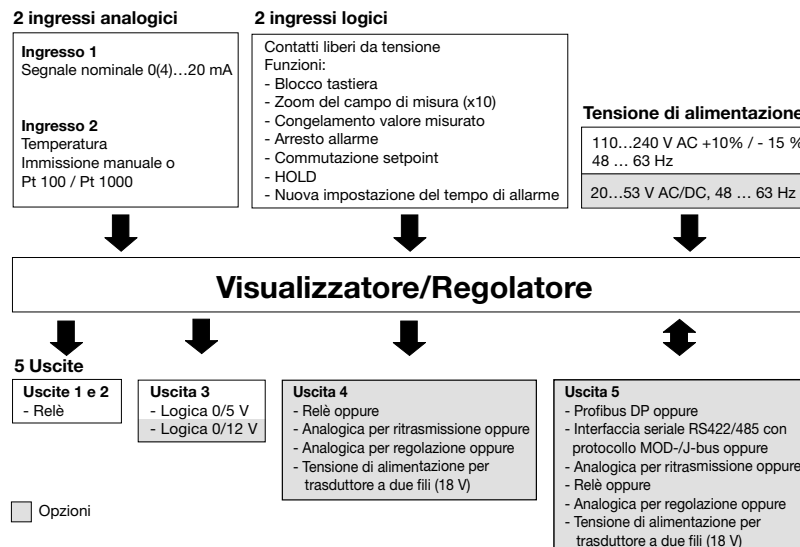 2 ingressi analogici
Ingresso 1
Segnale nominale 0(4)…20 mA
Ingresso 2
Temperatura
Immissione manuale o
Pt 100 / Pt 1000
2 ingressi logici
Contatti liberi da tensione
Funzioni:
- Blocco tastiera
- Zoom del campo di misura (x10)
- Congelamento valore misurato
- Arresto allarme
- Commutazione setpoint
- HOLD
- Nuova impostazione del tempo di allarme
Tensione di alimentazione
110…240 V AC +10% / - 15 %
48 … 63 Hz
20…53 V AC/DC, 48 … 63 Hz
Visualizzatore/Regolatore
5 Uscite
Uscite 1 e 2
- Relè
Uscita 3
- Logica 0/5 V
- Logica 0/12 V
Uscita 4
- Relè oppure
- Analogica per ritrasmissione oppure
- Analogica per regolazione oppure
- Tensione di alimentazione per
trasduttore a due fili (18 V)
Uscita 5
- Profibus DP oppure
- Interfaccia seriale RS422/485 con
protocollo MOD-/J-bus oppure
- Analogica per ritrasmissione oppure
- Relè oppure
- Analogica per regolazione oppure
- Tensione di alimentazione per
trasduttore a due fili (18 V)
Opzioni